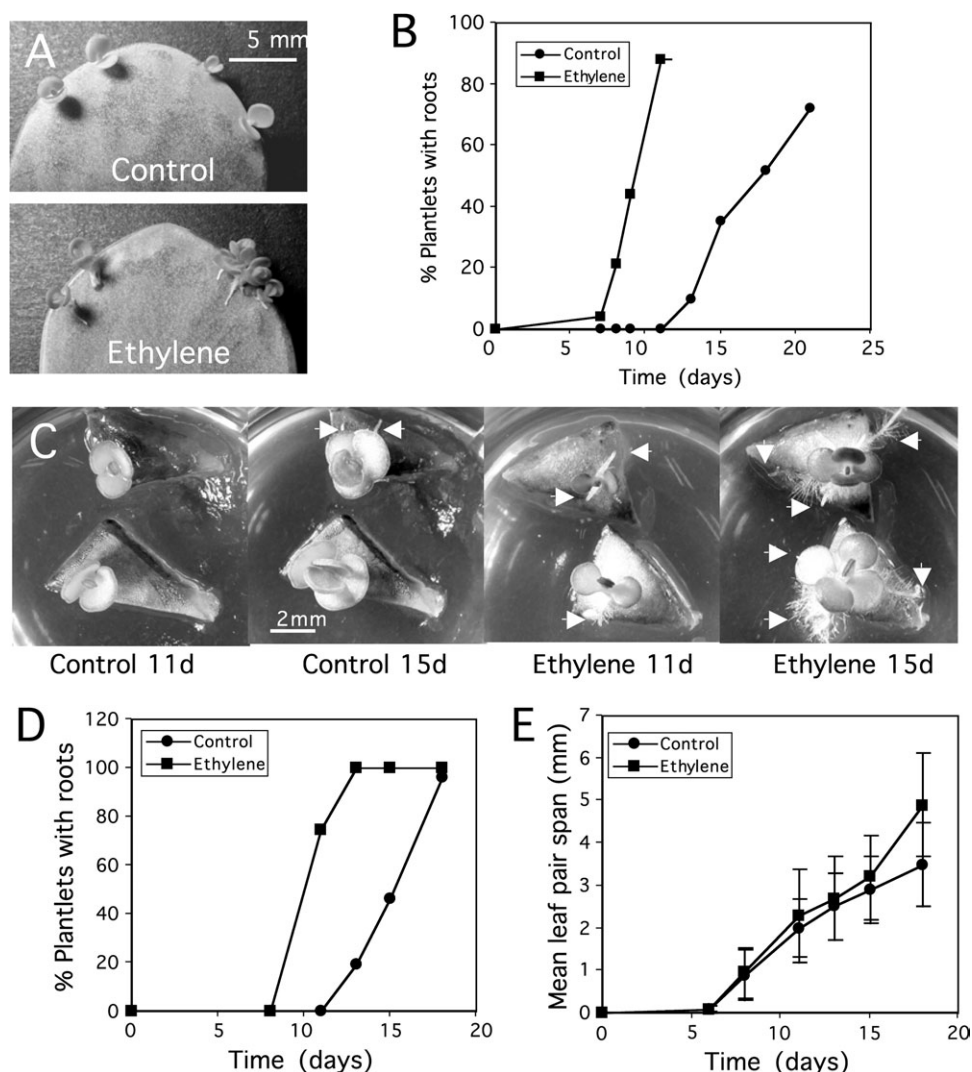 A
5 mm
Control
Ethylene
B
100
80
60
40
20
0
% Plantlets with roots
Control
Ethylene
0
5
10
15
20
25
Time (days)
C
2mm
Control 11d
Control 15d
Ethylene 11d
Ethylene 15d
D
120
100
80
60
40
20
0
% Plantlets with roots
Control
Ethylene
0
5
10
15
20
Time (days)
E
7
6
5
4
3
2
1
0
Mean leaf pair span (mm)
Control
Ethylene
0
5
10
15
20
Time (days)